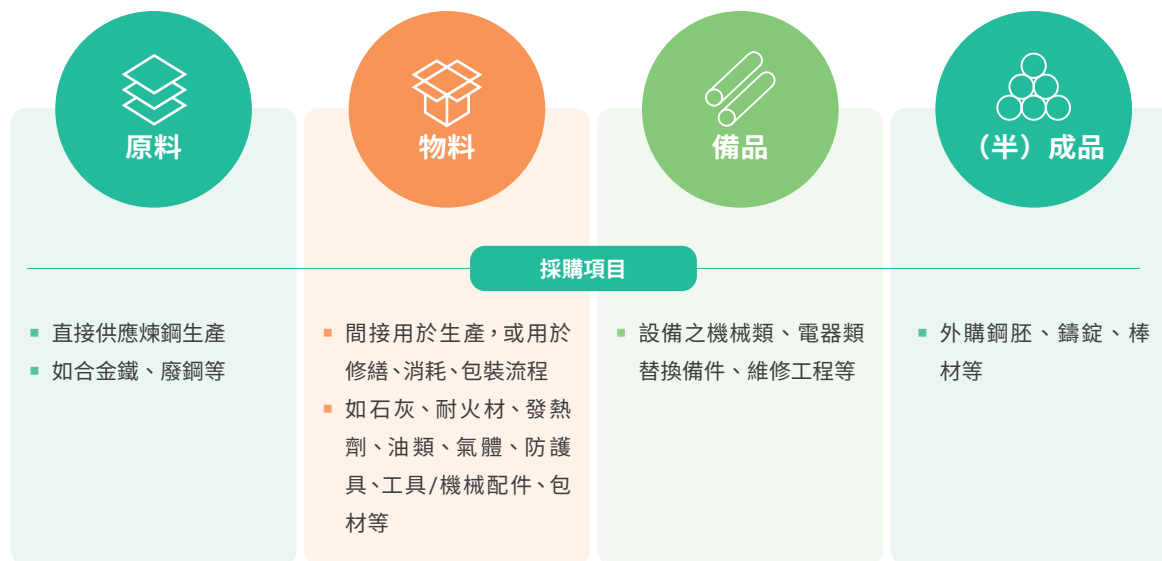 原料
物料
備品
（半）成品
採購項目
▪ 直接供應煉鋼生產
▪ 如合金鐵、廢鋼等
▪ 間接用於生產，或用於
修繕、消耗、包裝流程
▪ 如石灰、耐火材、發熱
劑、油類、氣體、防護
具、工具/機械配件、包
材等
▪ 設備之機械類、電器類
替換備件、維修工程等
▪ 外購鋼胚、鑄錠、棒
材等